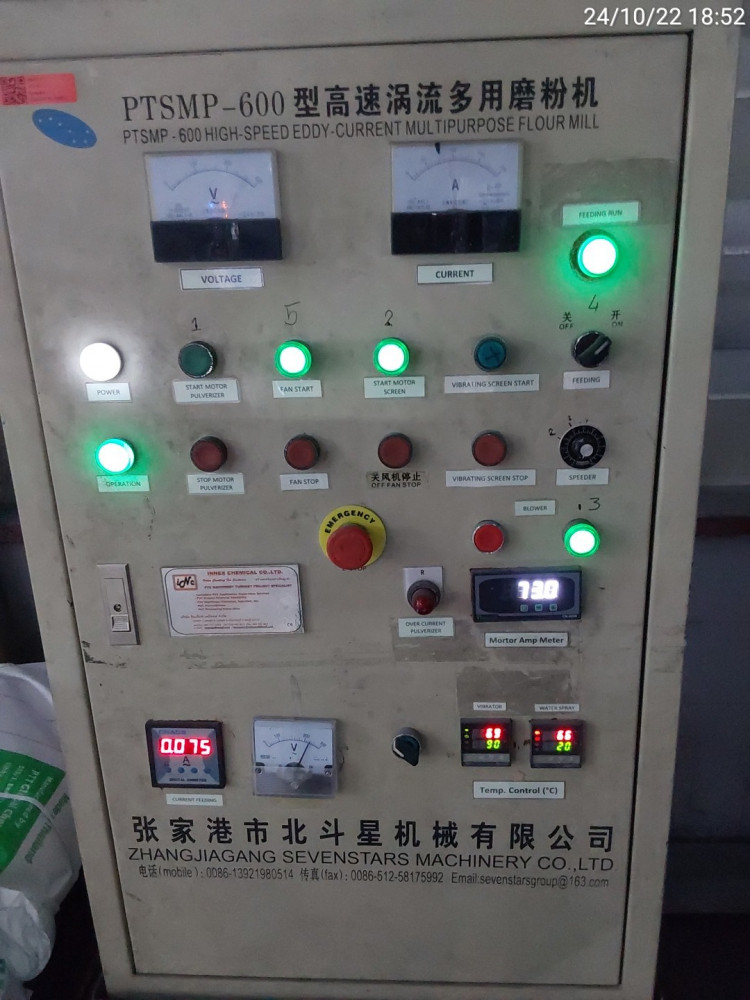 24/10/22 18:52
PTSMP-600 型高速涡流多用磨粉机
PTSMP - 600 HIGH-SPEED EDDY-CURRENT MULTIPURPOSE FLOUR MILL
V
A
FEEDING RUN
VOLTAGE
CURRENT
1
5
2
4
关 开
OFF ON
POWER
START MOTOR
PULVERIZER
FAN START
START MOTOR
SCREEN
VIBRATING SCREEN START
FEEDING
OPERATION
STOP MOTOR
PULVERIZER
FAN STOP
关风机停止
OFF FAN STOP
VIBRATING SCREEN STOP
SPEEDER
EMERGENCY
BLOWER
3
INNEX CHEMICAL CO.,LTD.
OVER CURRENT
PULVERIZER
73.0
Mortor Amp Meter
VIBRATOR
WATER SPRAY
0.075
A
V
69
90
66
20
CURRENT FEEDING
Temp. Control (°C)
张家港市北斗星机械有限公司
ZHANGJIAGANG SEVENSTARS MACHINERY CO.,LTD
电话(mobile) : 0086-13921980514 传真(fax): 0086-512-58175992 Email:sevenstarsgroup@163.com